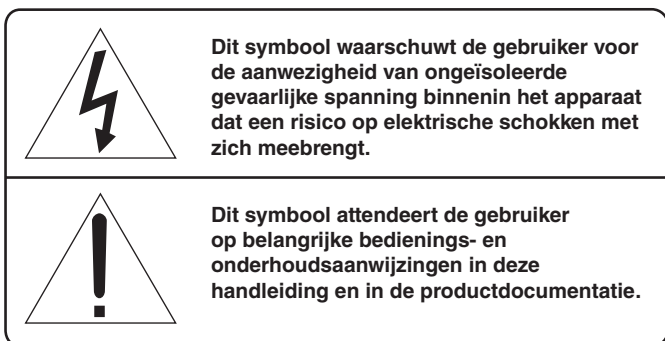 Dit symbool waarschuwt de gebruiker voor
de aanwezigheid van ongeïsoleerde
gevaarlijke spanning binnenin het apparaat
dat een risico op elektrische schokken met
zich meebrengt.
Dit symbool attendeert de gebruiker
op belangrijke bedienings- en
onderhoudsaanwijzingen in deze
handleiding en in de productdocumentatie.